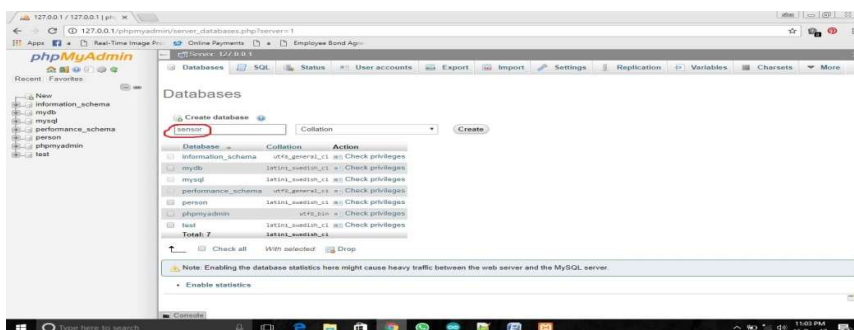 127.0.0.1 / 127.0.0.1 | ph
127.0.0.1/phpmyadmin/server_databases.php?server=1
Apps a Real-Time Image Pro Online Payments a Employee Bond Agre
phpMyAdmin
Recent Favorites
New
information_schema
mydb
mysql
performance_schema
person
phpmyadmin
test
Server: 127.0.0.1
Databases SQL Status User accounts Export Import Settings Replication Variables Charsets More
Databases
Create database
sensor Collation Create
Database Collation Action
information_schema utf8_general_ci Check privileges
mydb latin1_swedish_ci Check privileges
mysql latin1_swedish_ci Check privileges
performance_schema utf8_general_ci Check privileges
person latin1_swedish_ci Check privileges
phpmyadmin utf8_bin Check privileges
test latin1_swedish_ci Check privileges
Total: 7 latin1_swedish_ci
Check all With selected: Drop
Note: Enabling the database statistics here might cause heavy traffic between the web server and the MySQL server.
Enable statistics
Console
Type here to search
11:03 PM